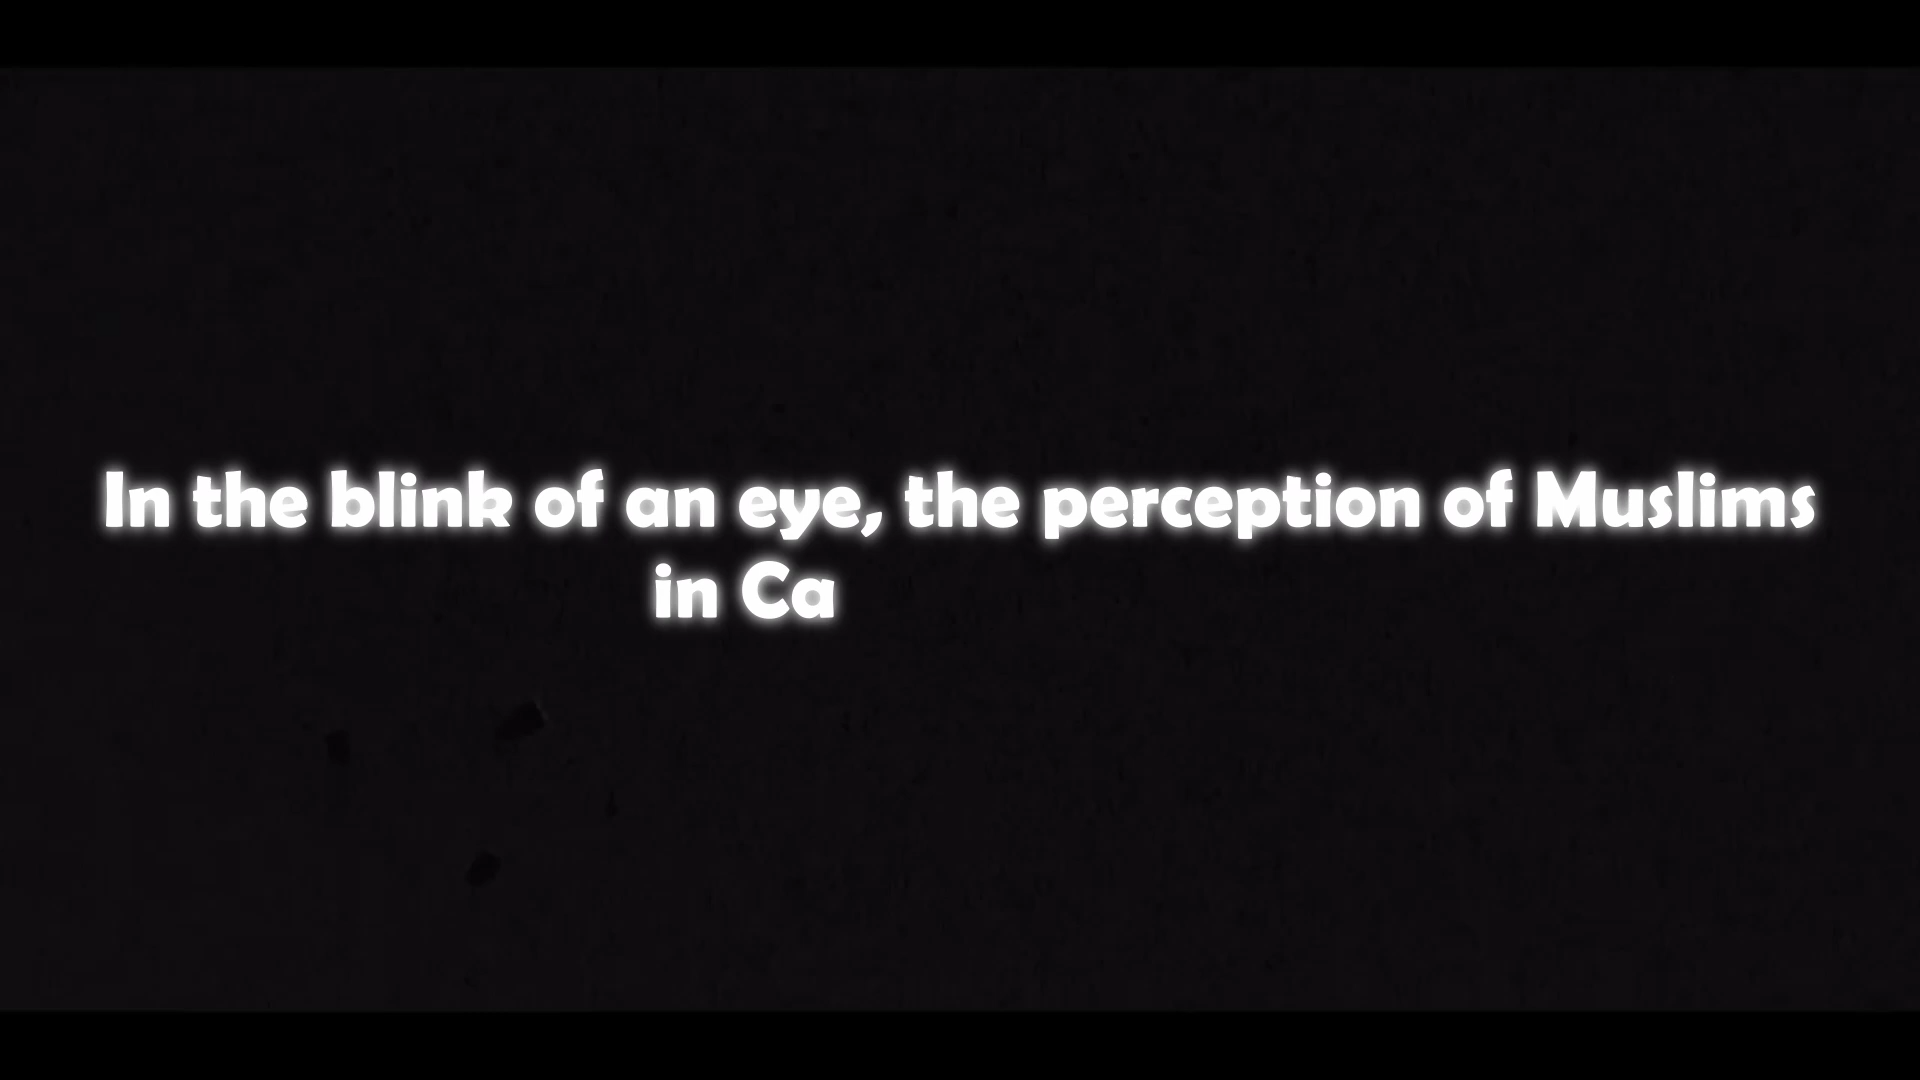 In the blink of an eye, the perception of Muslims
in Ca